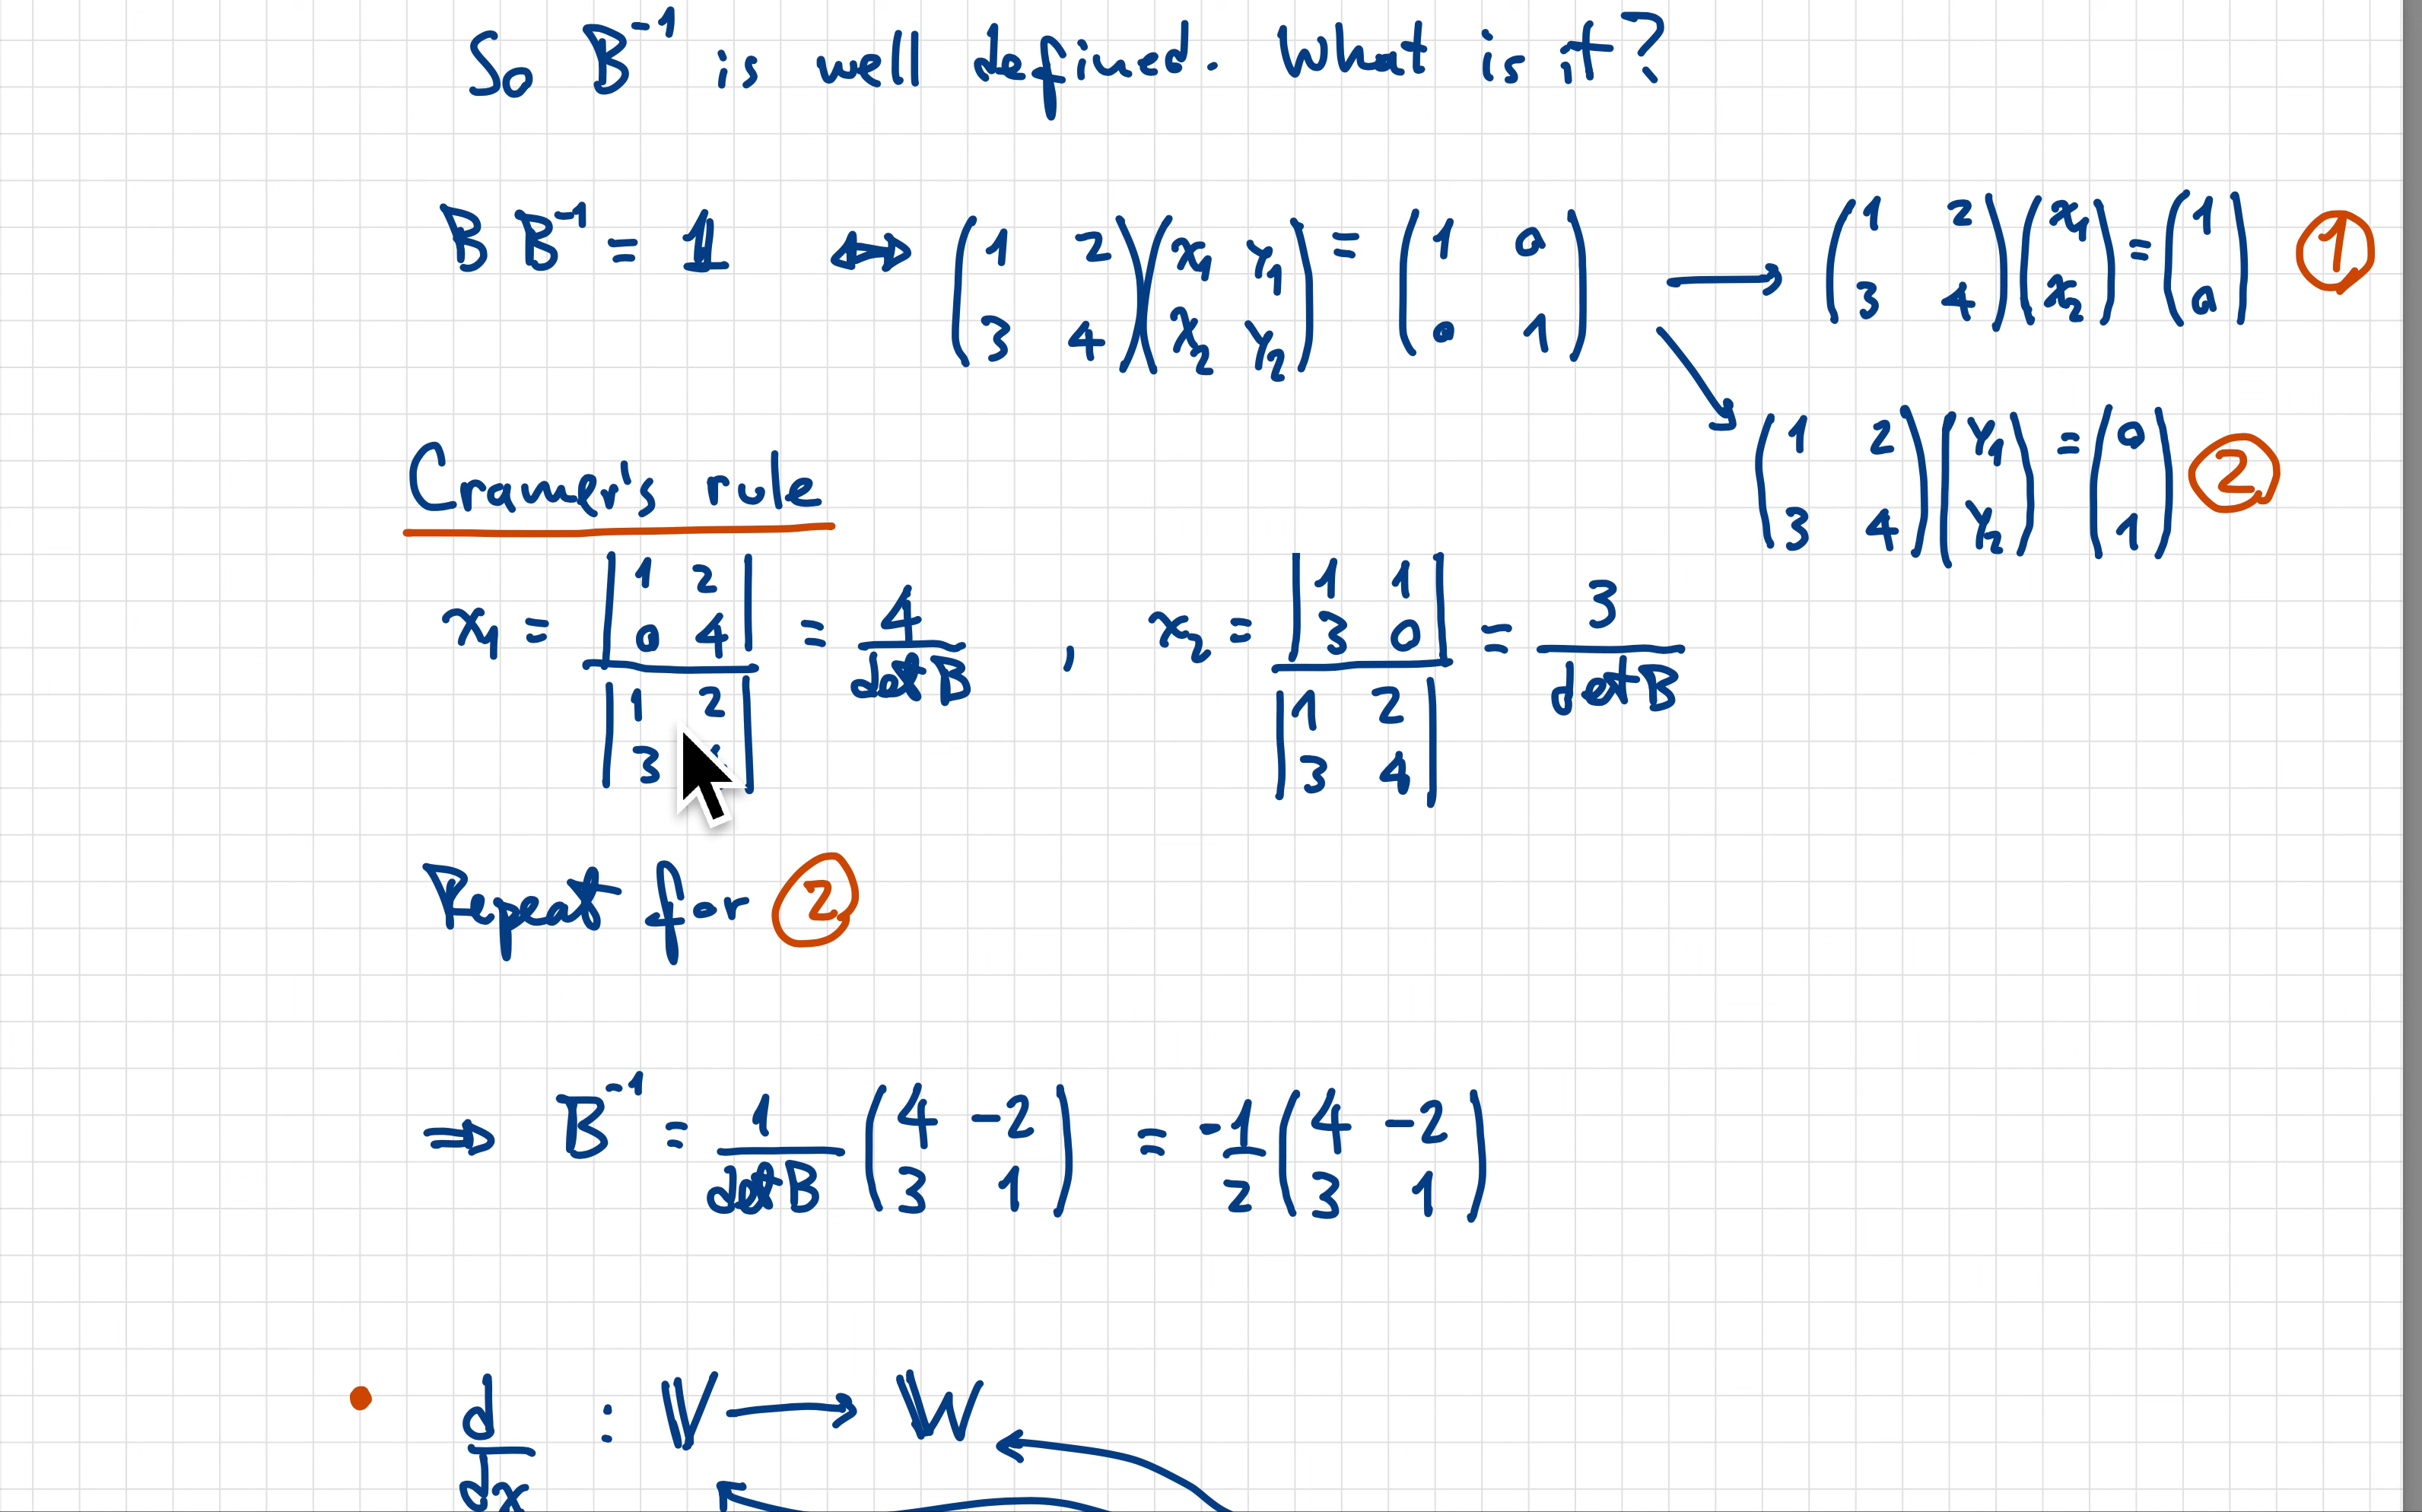 So B⁻¹ is well defined. What is it?
B B⁻¹ = 𝟙 ⟺ (1 2; 3 4)(x₁ y₁; x₂ y₂) = (1 0; 0 1) → (1 2; 3 4)(x₁; x₂) = (1; 0) ①
↘ (1 2; 3 4)(y₁; y₂) = (0; 1) ②
Cramer's rule
x₁ = |1 2; 0 4| / |1 2; 3 | = 4 / det B , x₂ = |1 1; 3 0| / |1 2; 3 4| = 3 / det B
Repeat for ②
⇒ B⁻¹ = 1 / det B (4 -2; 3 1) = -1/2 (4 -2; 3 1)
• d/dx : V → W